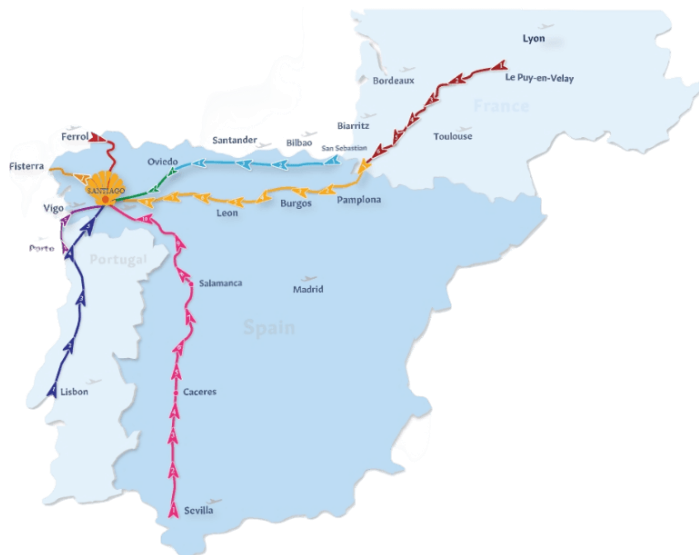 Lyon
Bordeaux
Le Puy-en-Velay
France
Biarritz
Toulouse
Ferrol
Santander
Bilbao
San Sebastian
Oviedo
Fisterra
SANTIAGO
Vigo
Leon
Burgos
Pamplona
Porto
Portugal
Salamanca
Madrid
Spain
Lisbon
Caceres
Sevilla